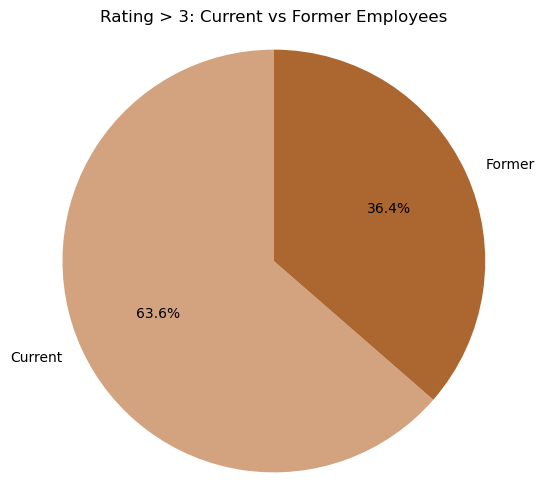 Rating > 3: Current vs Former Employees
Former
36.4%
63.6%
Current